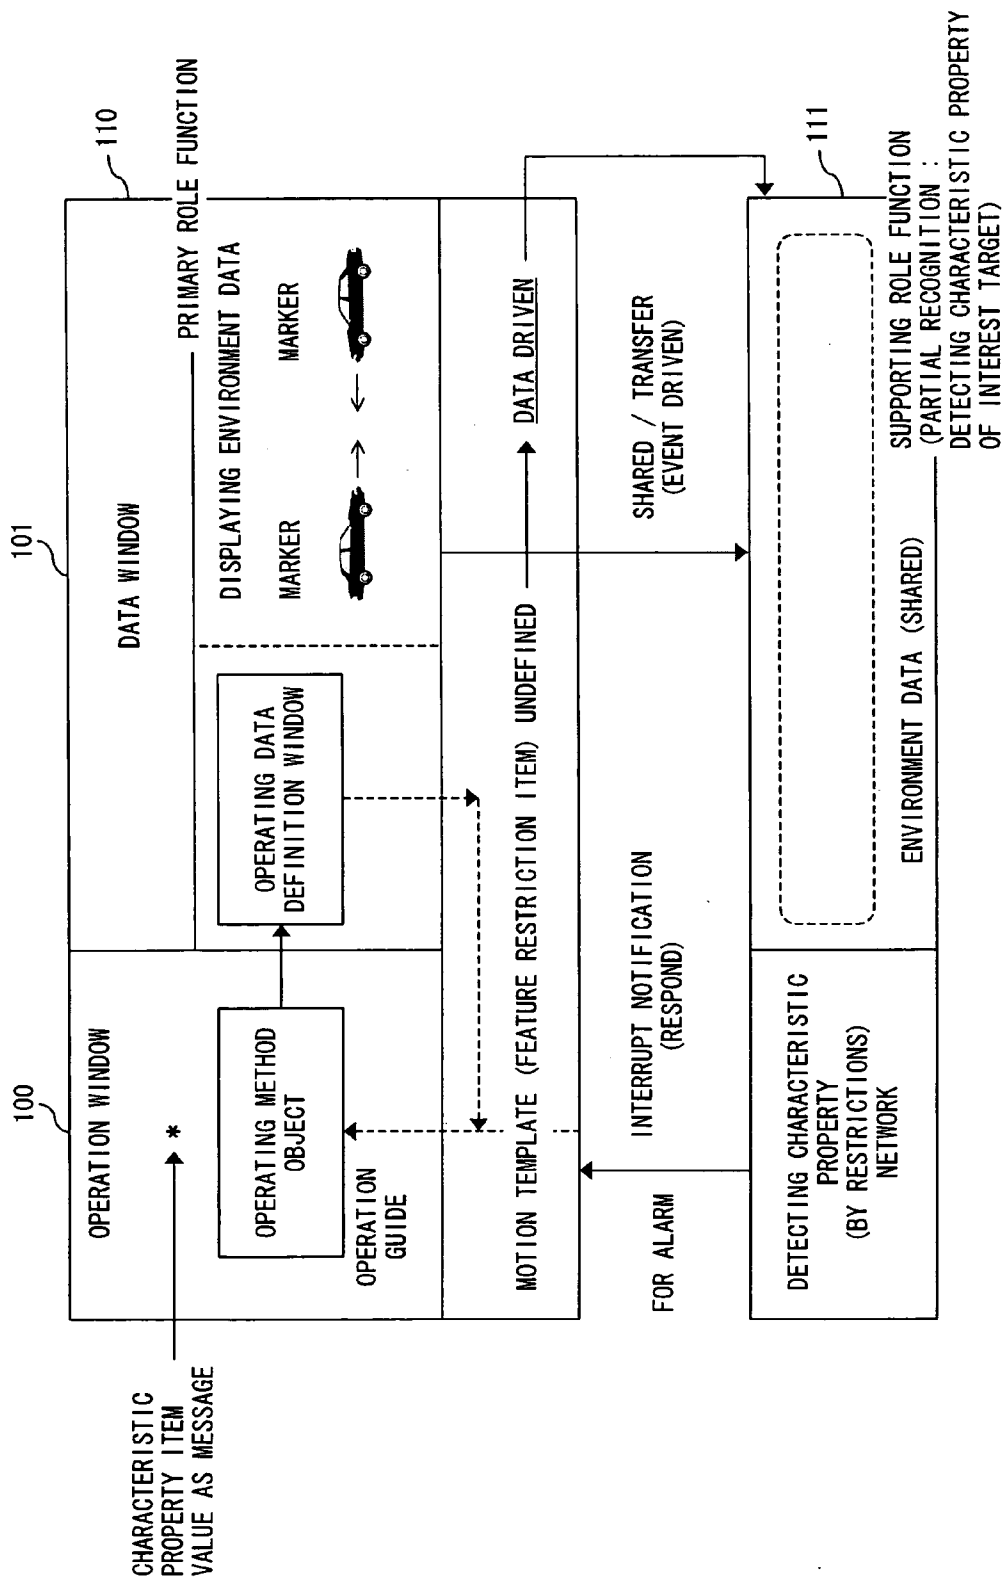 CHARACTERISTIC
PROPERTY ITEM
VALUE AS MESSAGE
100
101
110
OPERATION WINDOW
DATA WINDOW
PRIMARY ROLE FUNCTION
*
OPERATING METHOD
OBJECT
OPERATING DATA
DEFINITION WINDOW
DISPLAYING ENVIRONMENT DATA
MARKER
MARKER
OPERATION
GUIDE
MOTION TEMPLATE (FEATURE RESTRICTION ITEM) UNDEFINED
DATA DRIVEN
FOR ALARM
INTERRUPT NOTIFICATION
(RESPOND)
SHARED / TRANSFER
(EVENT DRIVEN)
111
DETECTING CHARACTERISTIC
PROPERTY
(BY RESTRICTIONS)
NETWORK
ENVIRONMENT DATA (SHARED)
SUPPORTING ROLE FUNCTION
(PARTIAL RECOGNITION :
DETECTING CHARACTERISTIC PROPERTY
OF INTEREST TARGET)